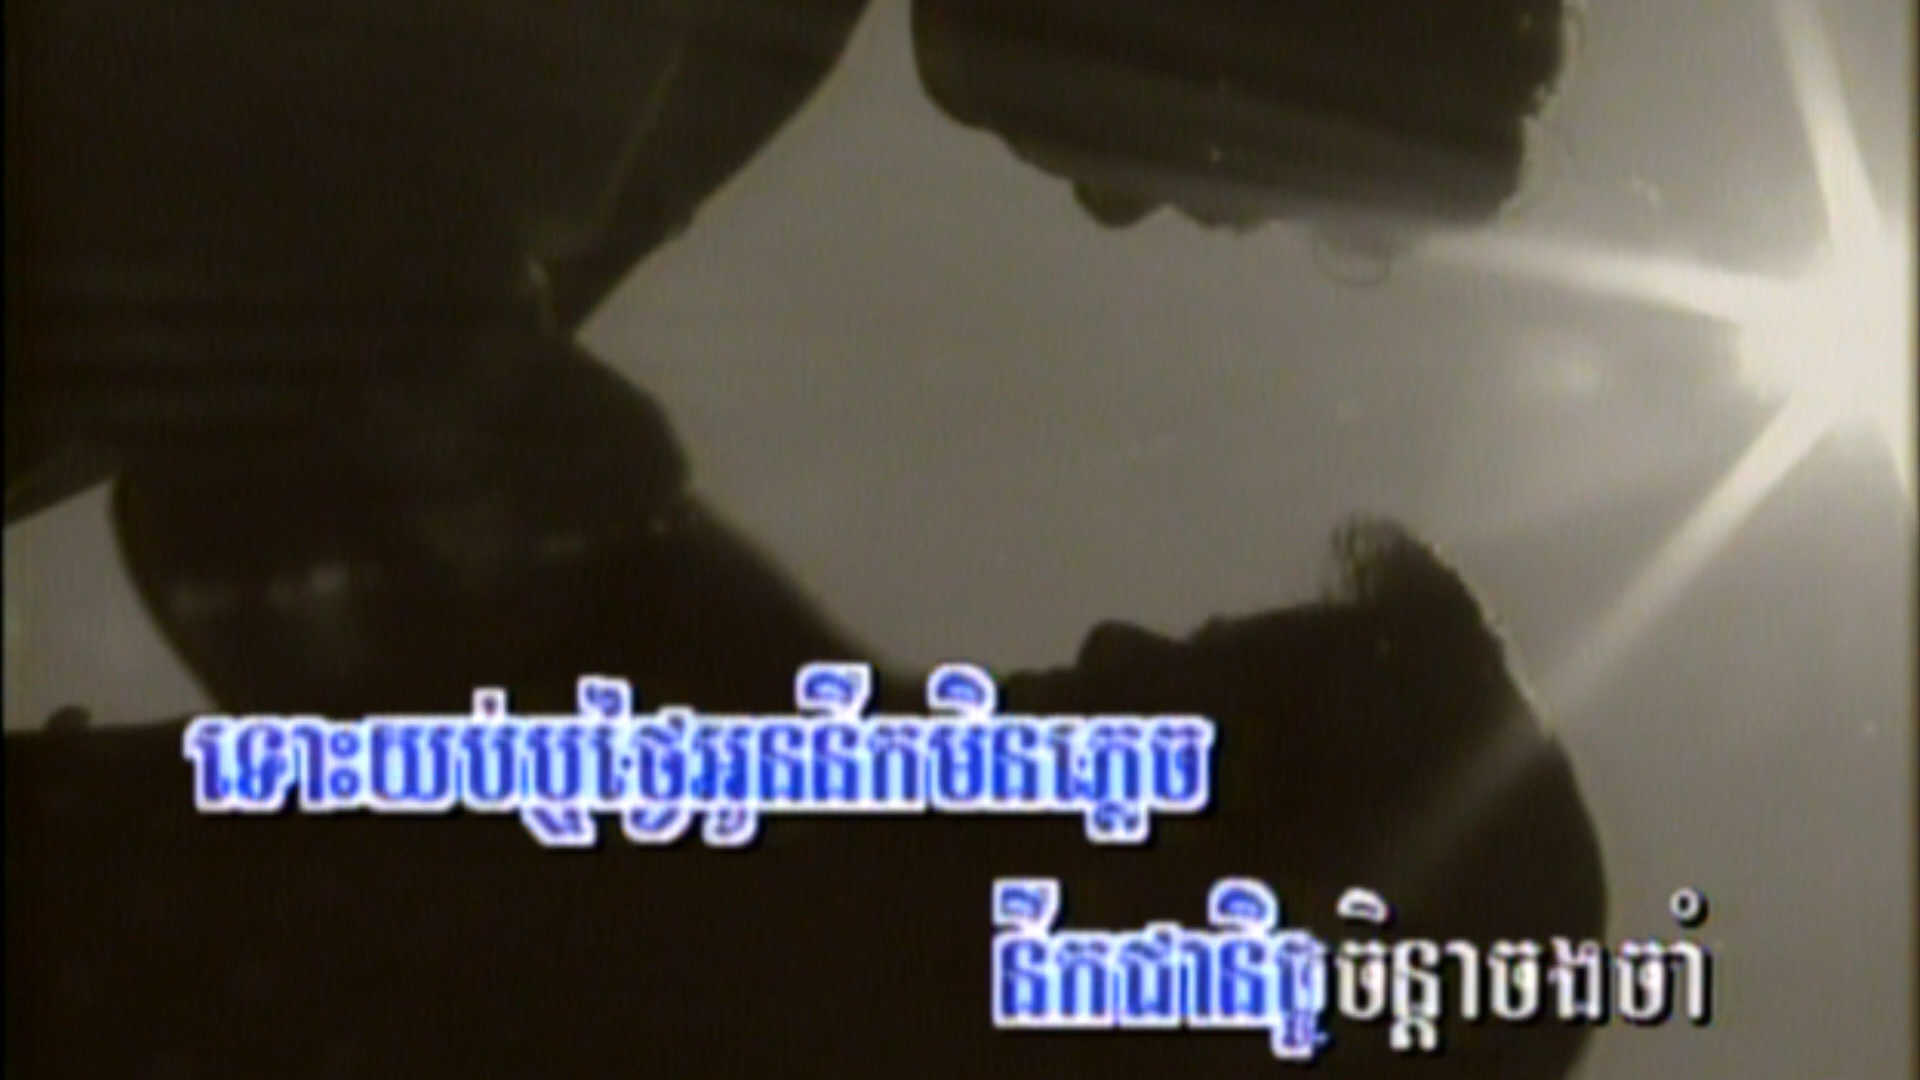 ទោះយប់ឬថ្ងៃអូននឹកមិនភ្លេច
នឹកជានិច្ចចិន្តាចងចាំ